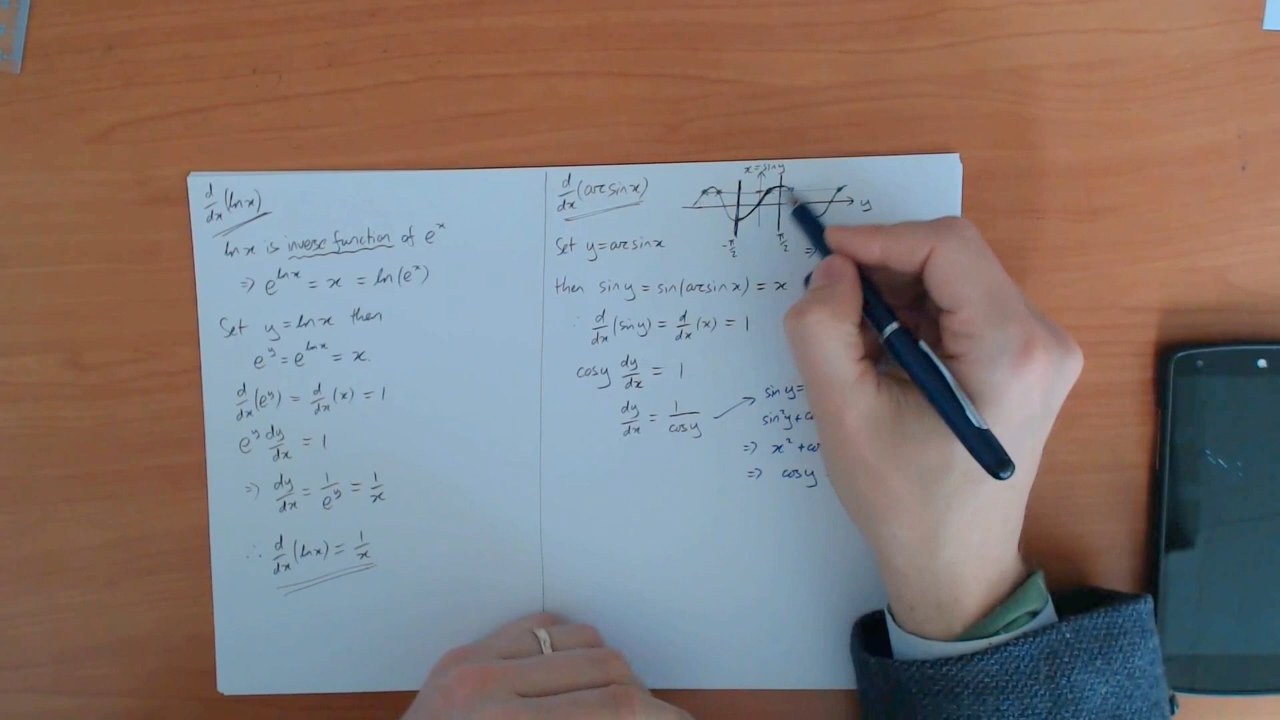 d/dx (ln x)
ln x is inverse function of e^x
=> e^ln x = x = ln(e^x)
Set y = ln x then
e^y = e^ln x = x.
d/dx (e^y) = d/dx (x) = 1
e^y dy/dx = 1
=> dy/dx = 1/e^y = 1/x
∴ d/dx (ln x) = 1/x
d/dx (arcsin x)
x = sin y
y
-π/2
π/2
=>
Set y = arcsin x
then sin y = sin(arcsin x) = x
∴ d/dx (sin y) = d/dx (x) = 1
cos y dy/dx = 1
dy/dx = 1/cos y
sin y =
sin² y + co
=> x² + co
=> cos y